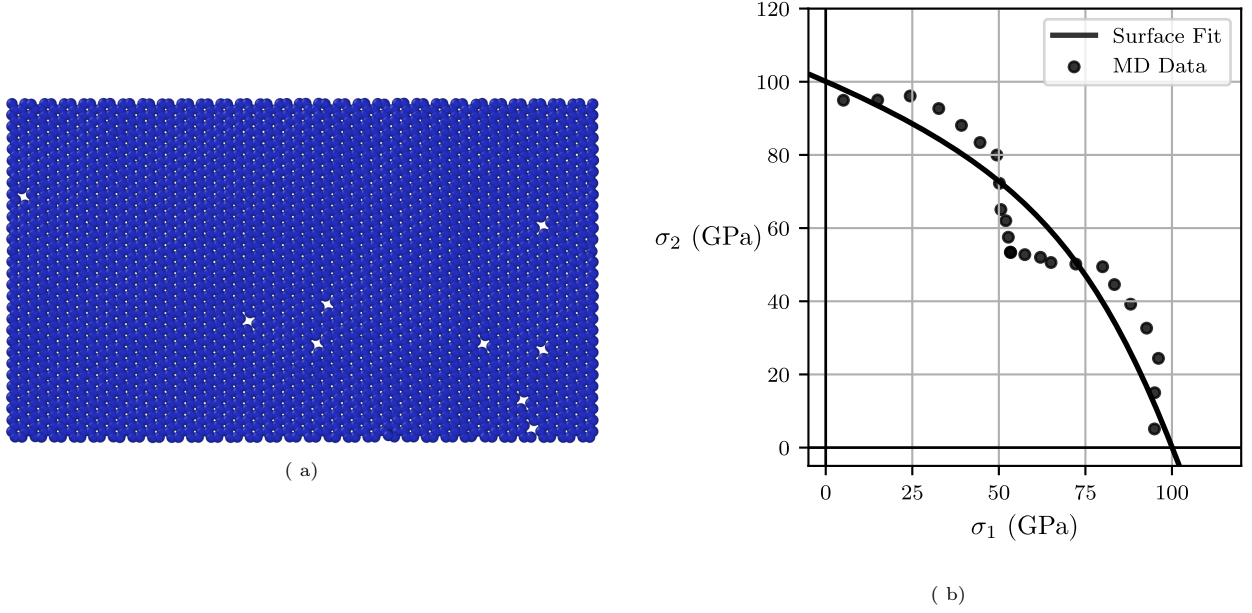 ( a)
120
100
80
60
40
20
0
σ₂ (GPa)
Surface Fit
MD Data
0 25 50 75 100
σ₁ (GPa)
( b)